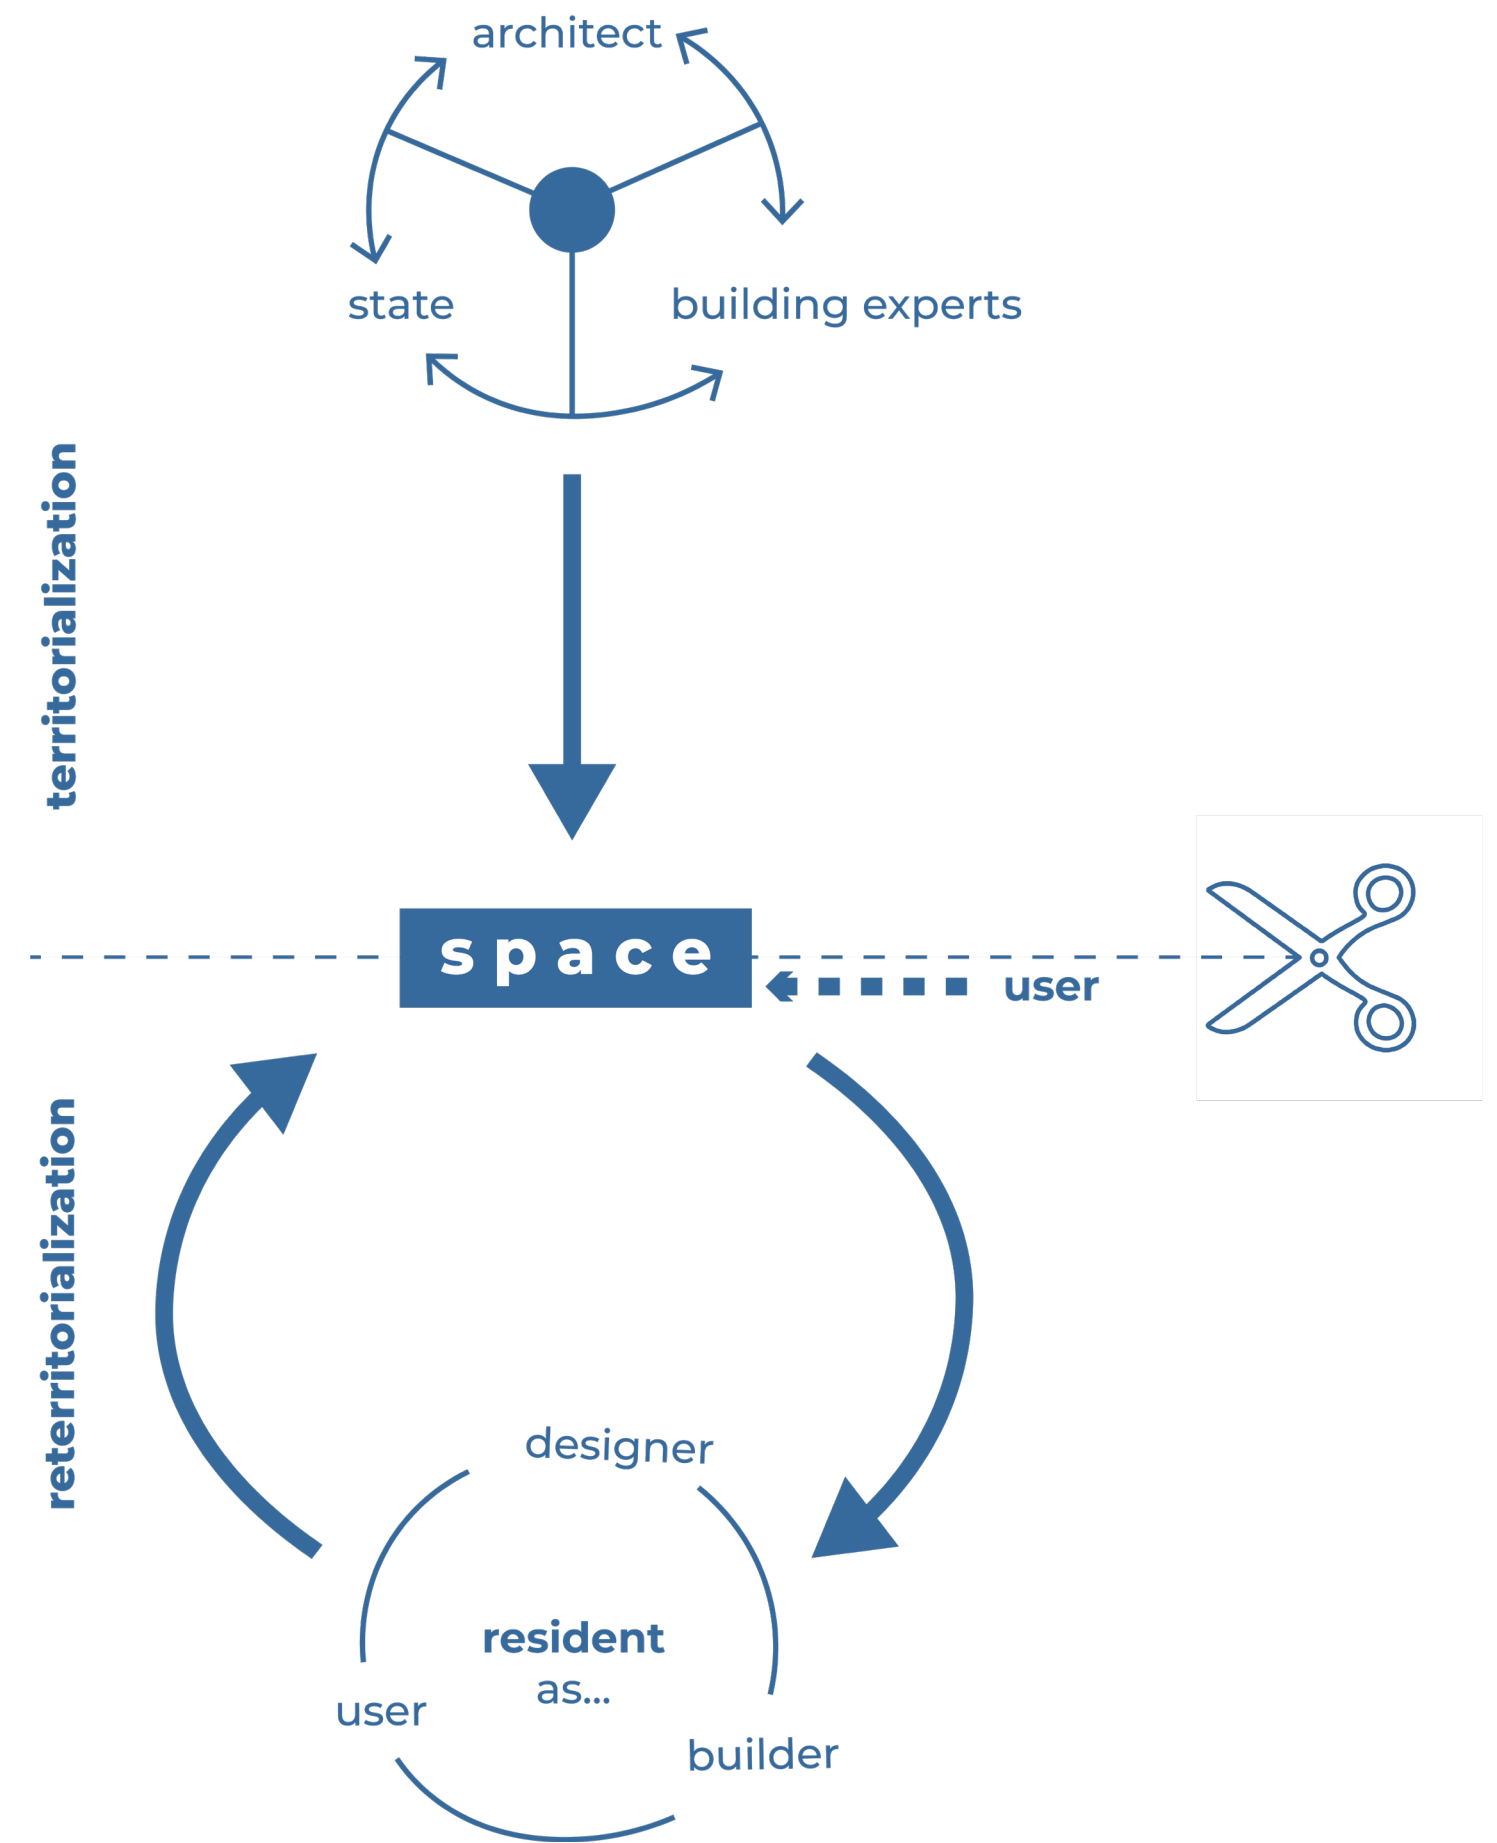 architect
state
building experts
territorialization
space
user
reterritorialization
designer
resident
as...
user
builder